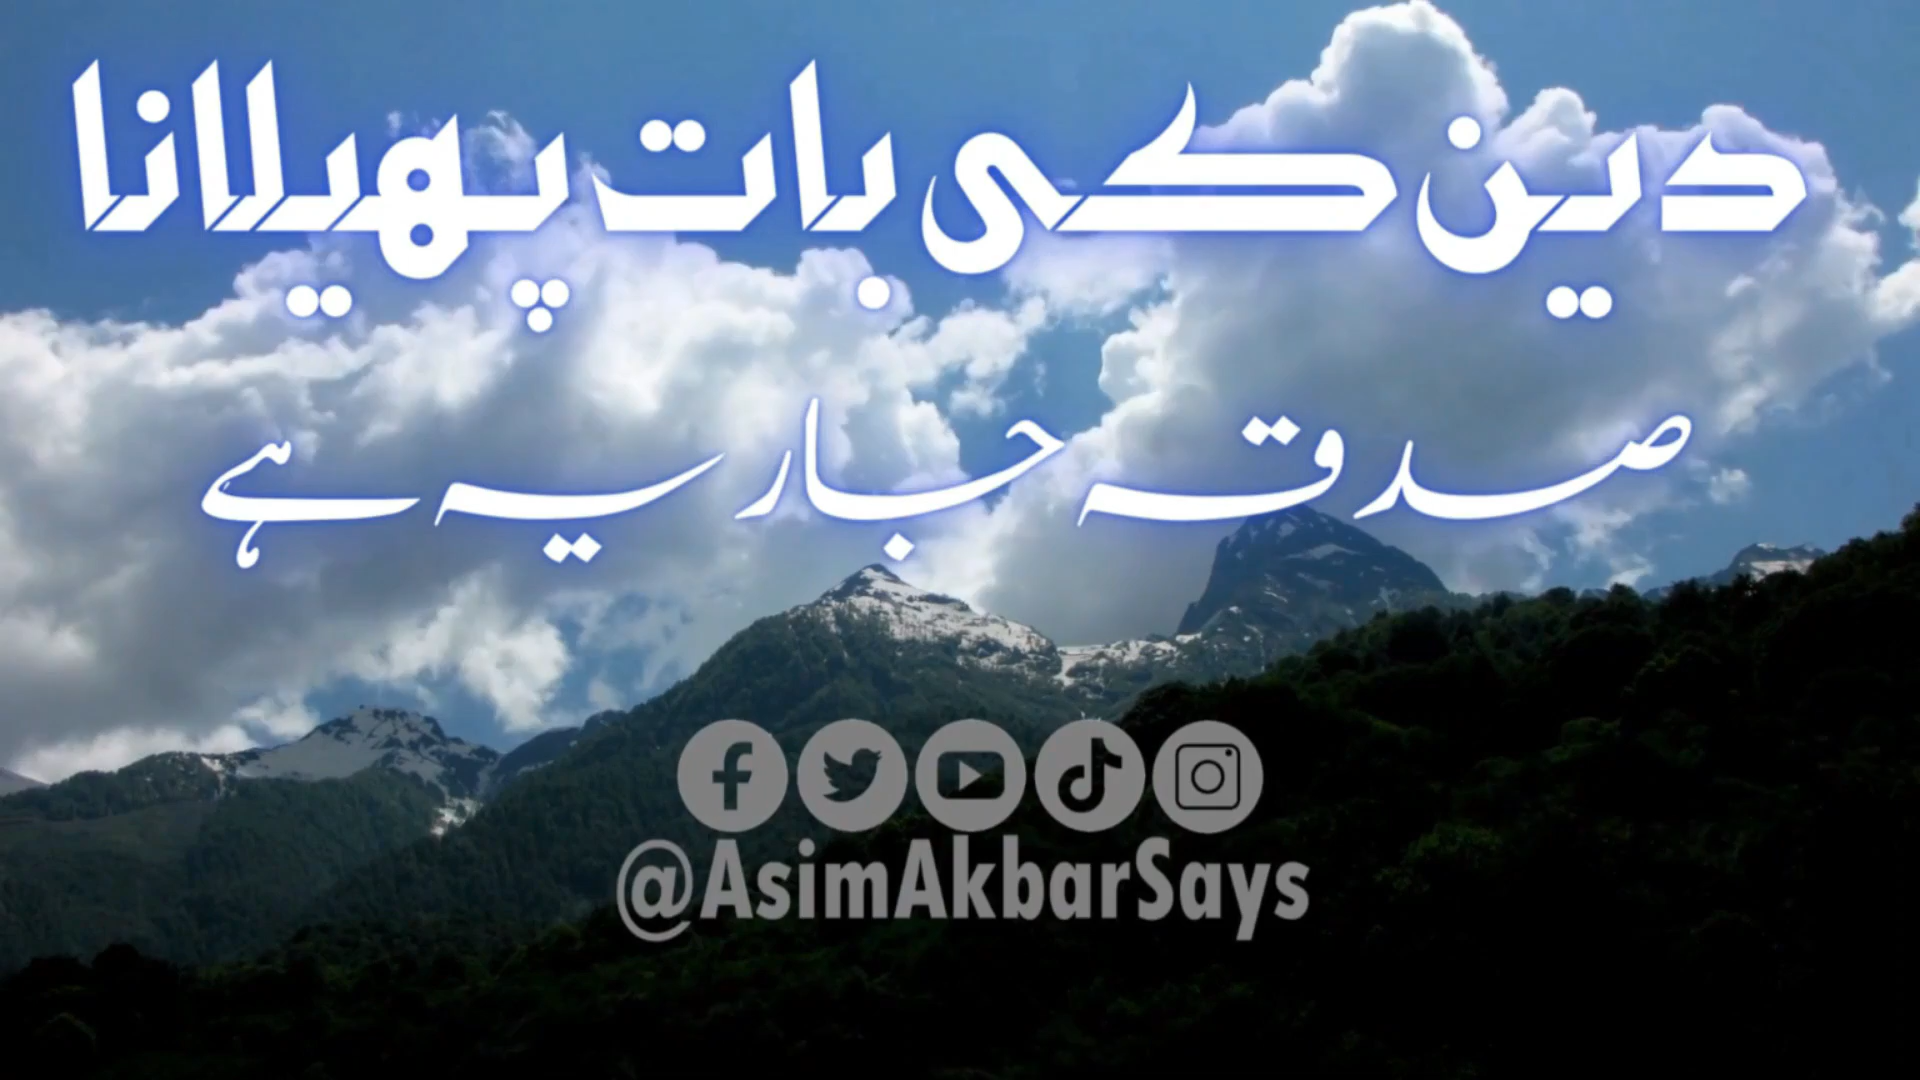 دین کی بات پھیلانا
صدقہ جاریہ ہے
@AsimAkbarSays